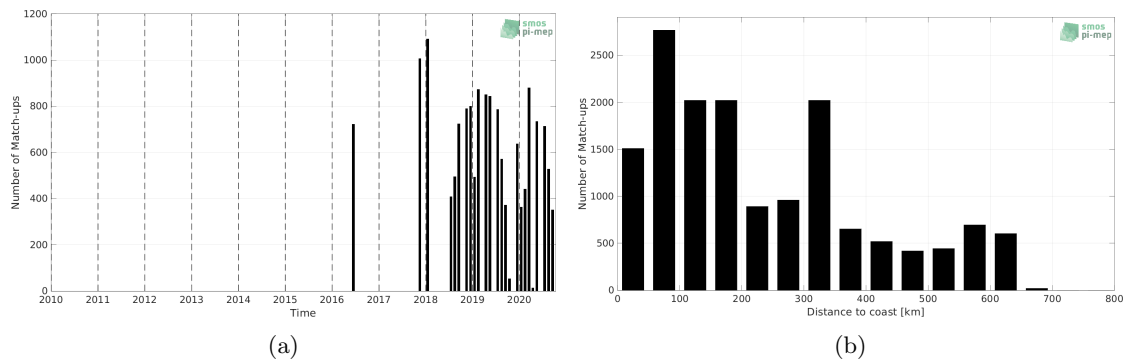 1200
1000
800
600
400
200
0
Number of Match-ups
2010 2011 2012 2013 2014 2015 2016 2017 2018 2019 2020
Time
smos
pi-mep
(a)
2500
2000
1500
1000
500
0
Number of Match-ups
0 100 200 300 400 500 600 700 800
Distance to coast [km]
smos
pi-mep
(b)